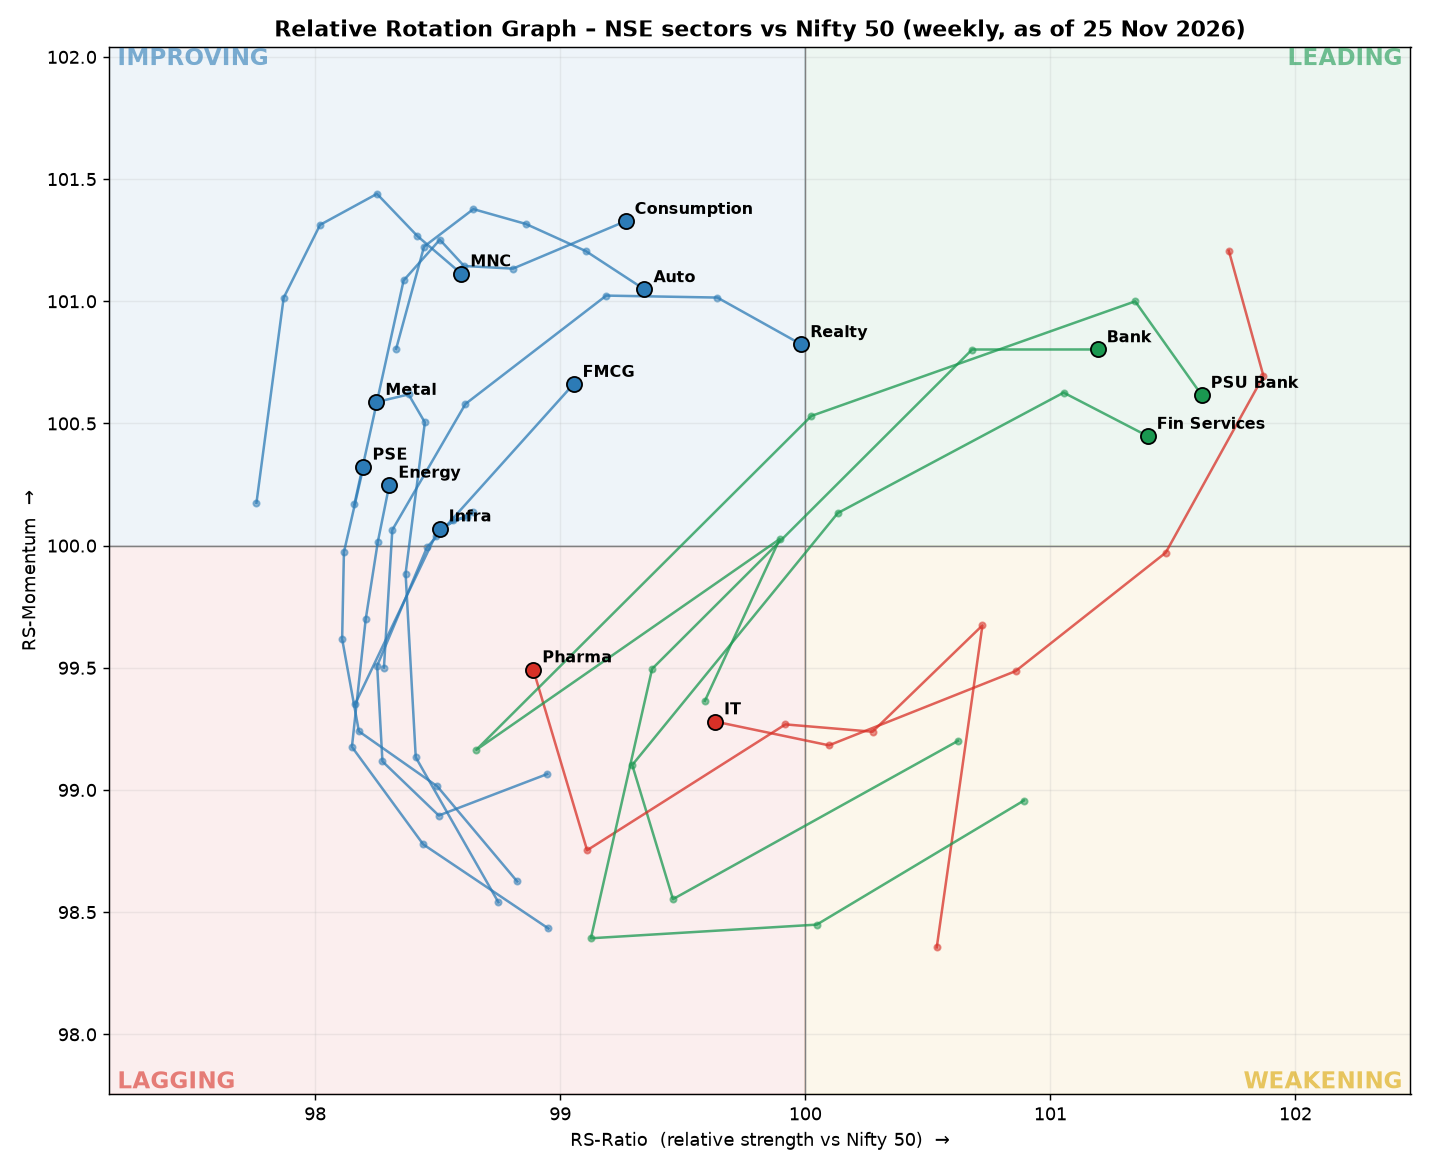 Relative Rotation Graph – NSE sectors vs Nifty 50 (weekly, as of 25 Nov 2026)
IMPROVING
LEADING
102.0
101.5
101.0
100.5
100.0
99.5
99.0
98.5
98.0
RS-Momentum →
Consumption
MNC
Auto
Realty
Bank
FMCG
PSU Bank
Metal
Fin Services
PSE
Energy
Infra
Pharma
IT
LAGGING
WEAKENING
98
99
100
101
102
RS-Ratio (relative strength vs Nifty 50) →